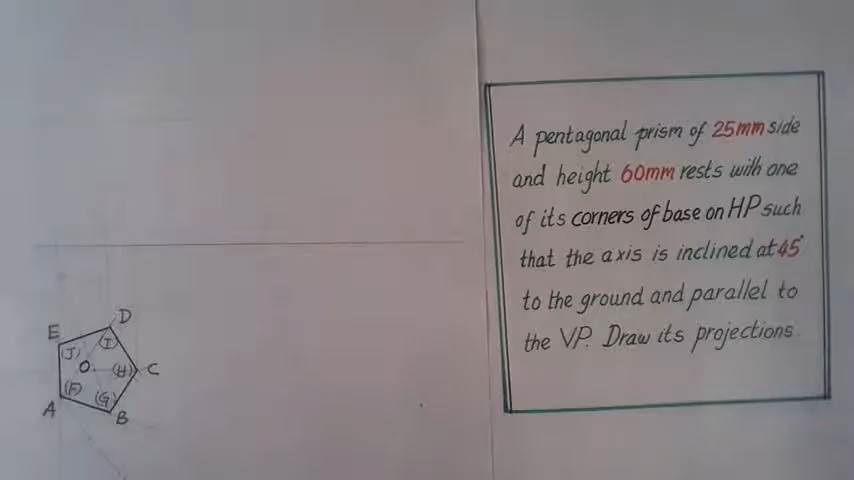 A pentagonal prism of 25mm side
and height 60mm rests with one
of its corners of base on HP such
that the axis is inclined at 45°
to the ground and parallel to
the VP. Draw its projections.
D
E
(I)
(J)
O
(H)
C
(F)
(G)
A
B